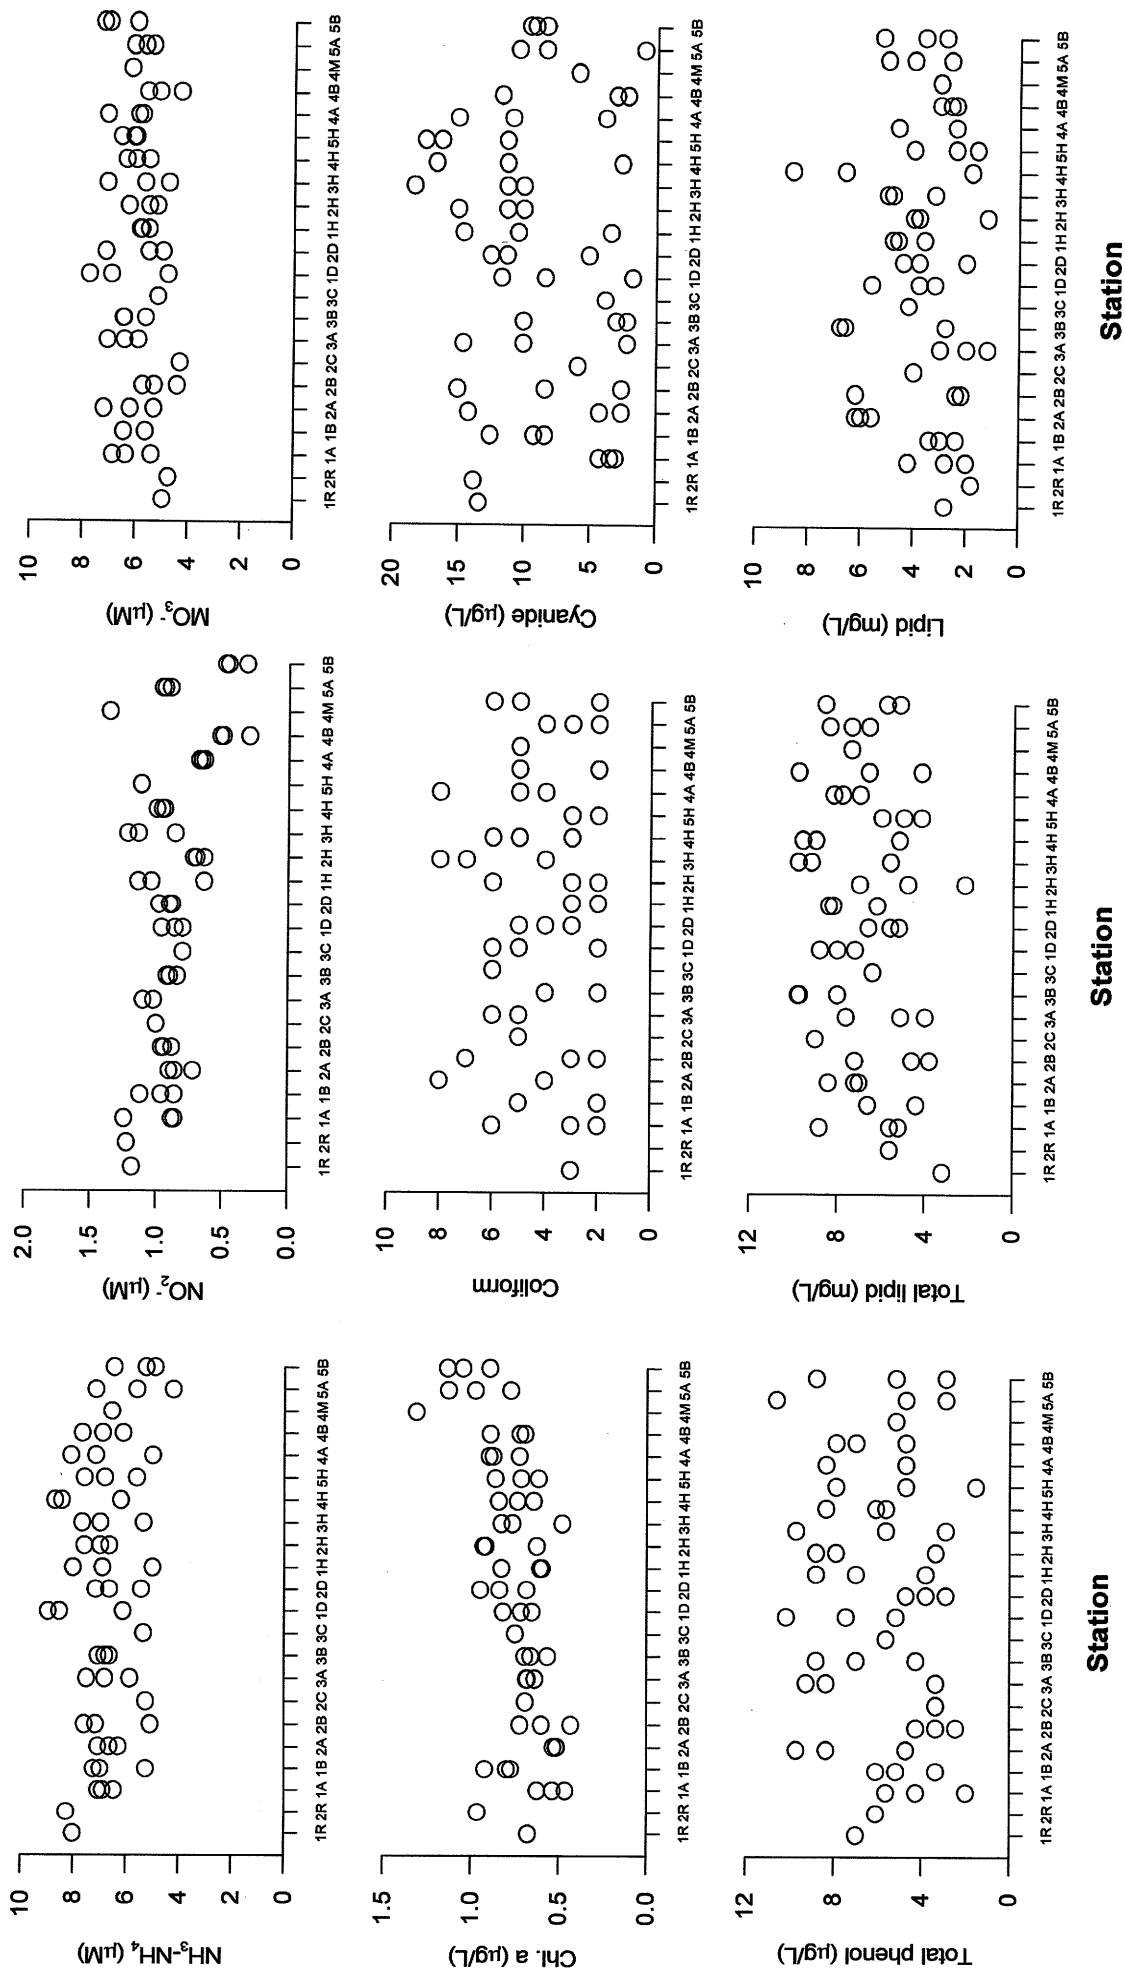 NH₃-NH₄ (μM)
10
8
6
4
2
0
1R 2R 1A 1B 2A 2B 2C 3A 3B 3C 1D 2D 1H 2H 3H 4H 5H 4A 4B 4M 5A 5B
NO₂⁻ (μM)
2.0
1.5
1.0
0.5
0.0
1R 2R 1A 1B 2A 2B 2C 3A 3B 3C 1D 2D 1H 2H 3H 4H 5H 4A 4B 4M 5A 5B
MO₃⁻ (μM)
10
8
6
4
2
0
1R 2R 1A 1B 2A 2B 2C 3A 3B 3C 1D 2D 1H 2H 3H 4H 5H 4A 4B 4M 5A 5B
Chl. a (μg/L)
1.5
1.0
0.5
0.0
1R 2R 1A 1B 2A 2B 2C 3A 3B 3C 1D 2D 1H 2H 3H 4H 5H 4A 4B 4M 5A 5B
Coliform
10
8
6
4
2
0
1R 2R 1A 1B 2A 2B 2C 3A 3B 3C 1D 2D 1H 2H 3H 4H 5H 4A 4B 4M 5A 5B
Cyanide (μg/L)
20
15
10
5
0
1R 2R 1A 1B 2A 2B 2C 3A 3B 3C 1D 2D 1H 2H 3H 4H 5H 4A 4B 4M 5A 5B
Total phenol (μg/L)
12
8
4
0
1R 2R 1A 1B 2A 2B 2C 3A 3B 3C 1D 2D 1H 2H 3H 4H 5H 4A 4B 4M 5A 5B
Station
Total lipid (mg/L)
12
8
4
0
1R 2R 1A 1B 2A 2B 2C 3A 3B 3C 1D 2D 1H 2H 3H 4H 5H 4A 4B 4M 5A 5B
Station
Lipid (mg/L)
10
8
6
4
2
0
1R 2R 1A 1B 2A 2B 2C 3A 3B 3C 1D 2D 1H 2H 3H 4H 5H 4A 4B 4M 5A 5B
Station